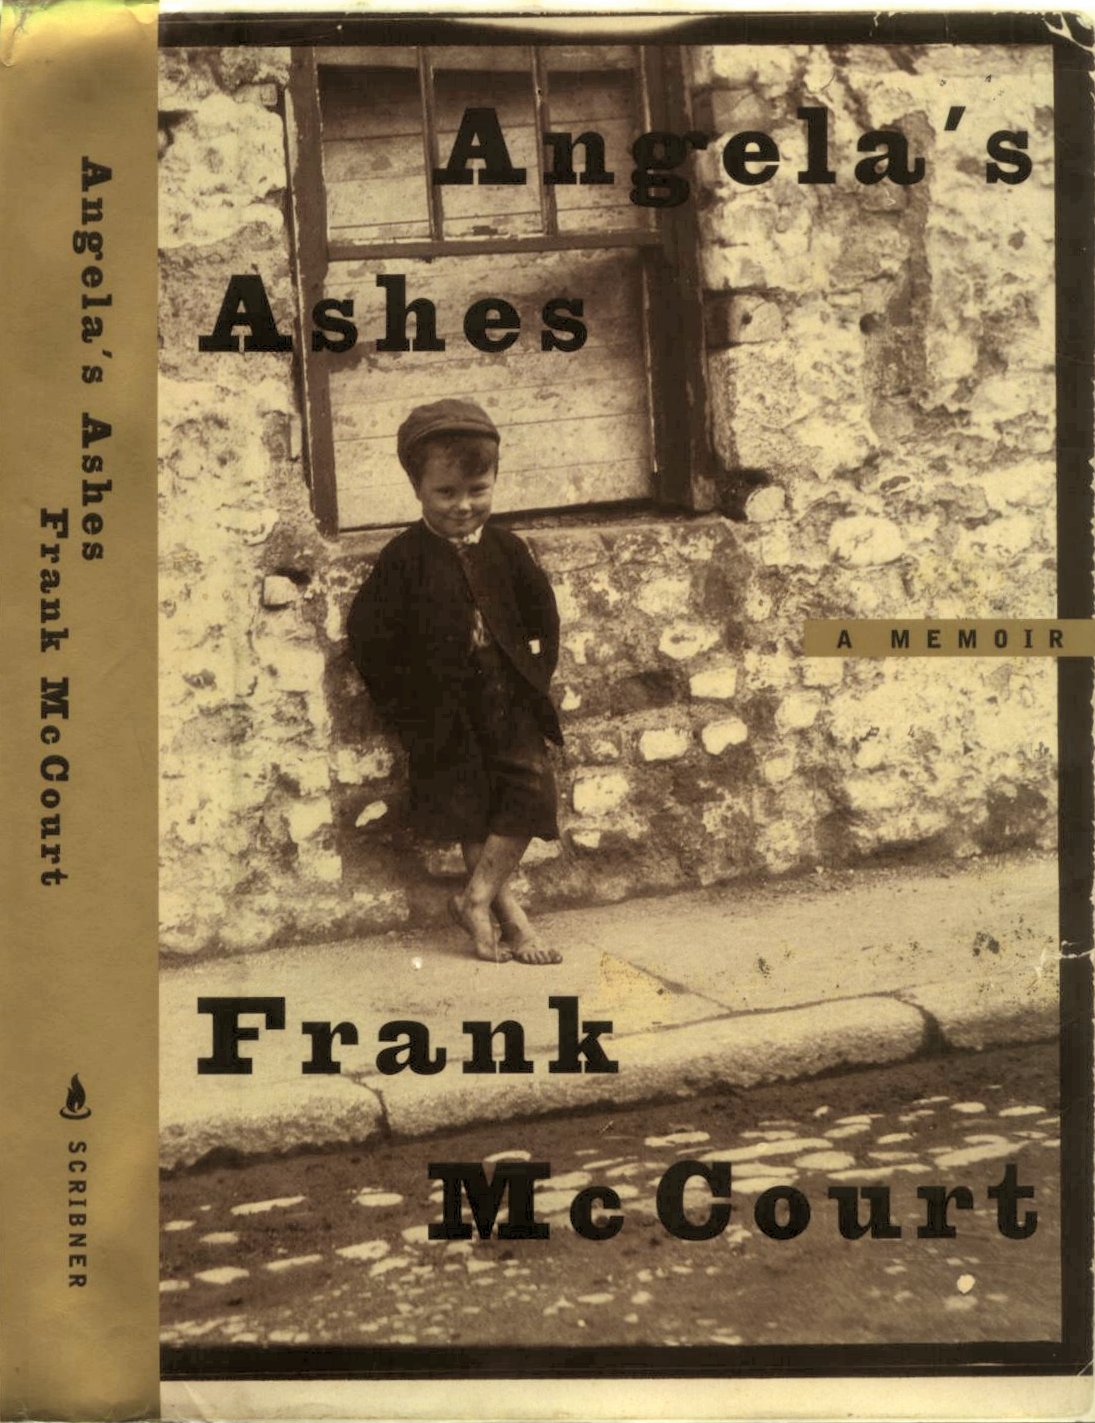 Angela's Ashes
Frank McCourt
SCRIBNER
Angela's
Ashes
A MEMOIR
Frank
McCourt